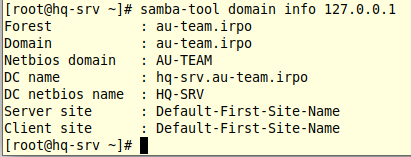 [root@hq-srv ~]# samba-tool domain info 127.0.0.1
Forest           : au-team.irpo
Domain           : au-team.irpo
Netbios domain   : AU-TEAM
DC name          : hq-srv.au-team.irpo
DC netbios name  : HQ-SRV
Server site      : Default-First-Site-Name
Client site      : Default-First-Site-Name
[root@hq-srv ~]#